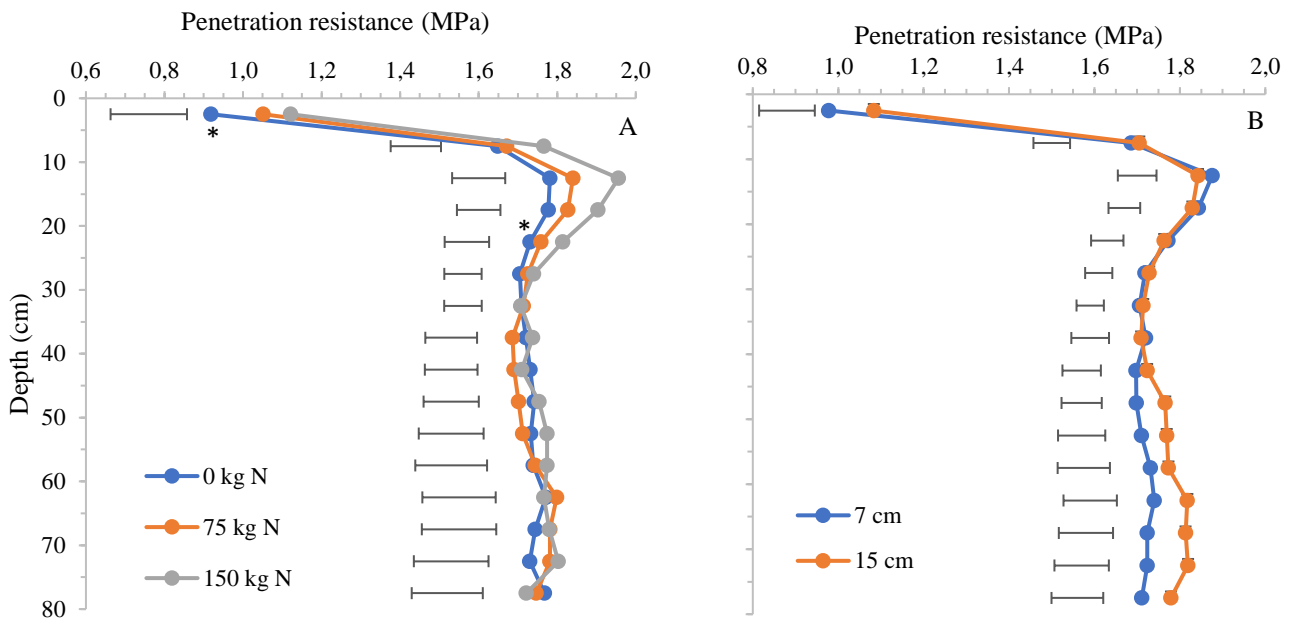 Penetration resistance (MPa)
0,6 0,8 1,0 1,2 1,4 1,6 1,8 2,0
0
10
20
30
40
50
60
70
80
Depth (cm)
A
*
*
0 kg N
75 kg N
150 kg N
Penetration resistance (MPa)
0,8 1,0 1,2 1,4 1,6 1,8 2,0
B
7 cm
15 cm